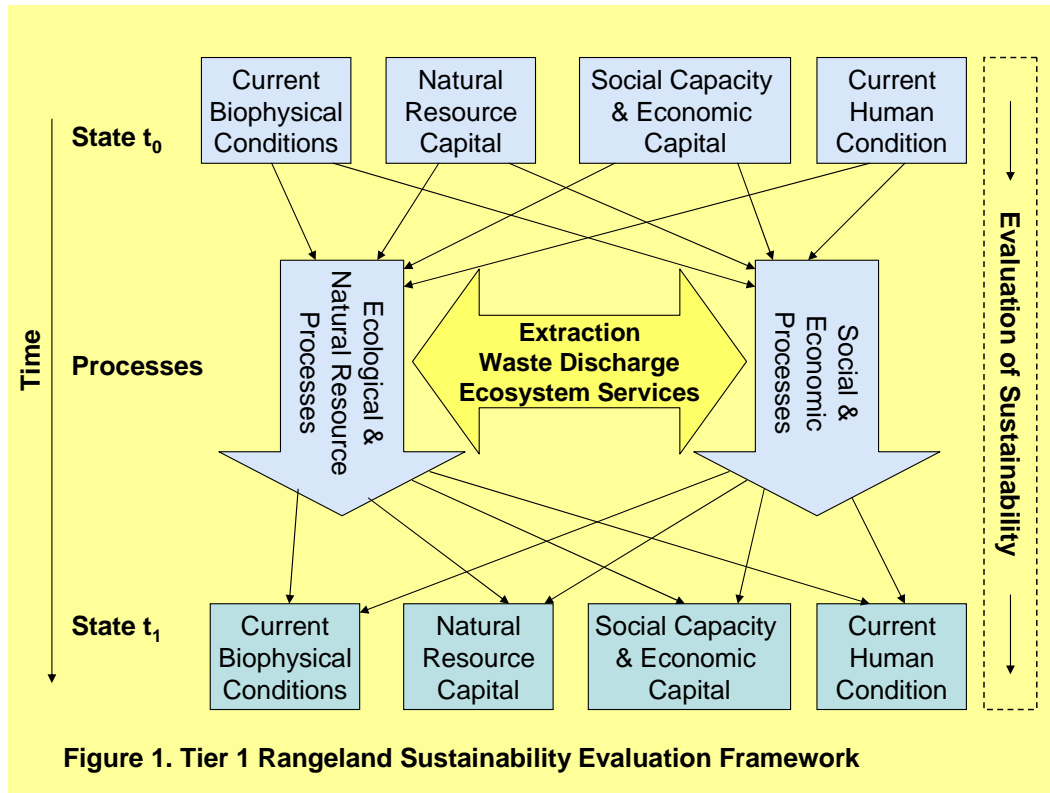 Current
Biophysical
Conditions
Natural
Resource
Capital
Social Capacity
& Economic
Capital
Current
Human
Condition
State t₀
Time
Processes
Ecological &
Natural Resource
Processes
Extraction
Waste Discharge
Ecosystem Services
Social &
Economic
Processes
Evaluation of Sustainability
State t₁
Current
Biophysical
Conditions
Natural
Resource
Capital
Social Capacity
& Economic
Capital
Current
Human
Condition
Figure 1. Tier 1 Rangeland Sustainability Evaluation Framework